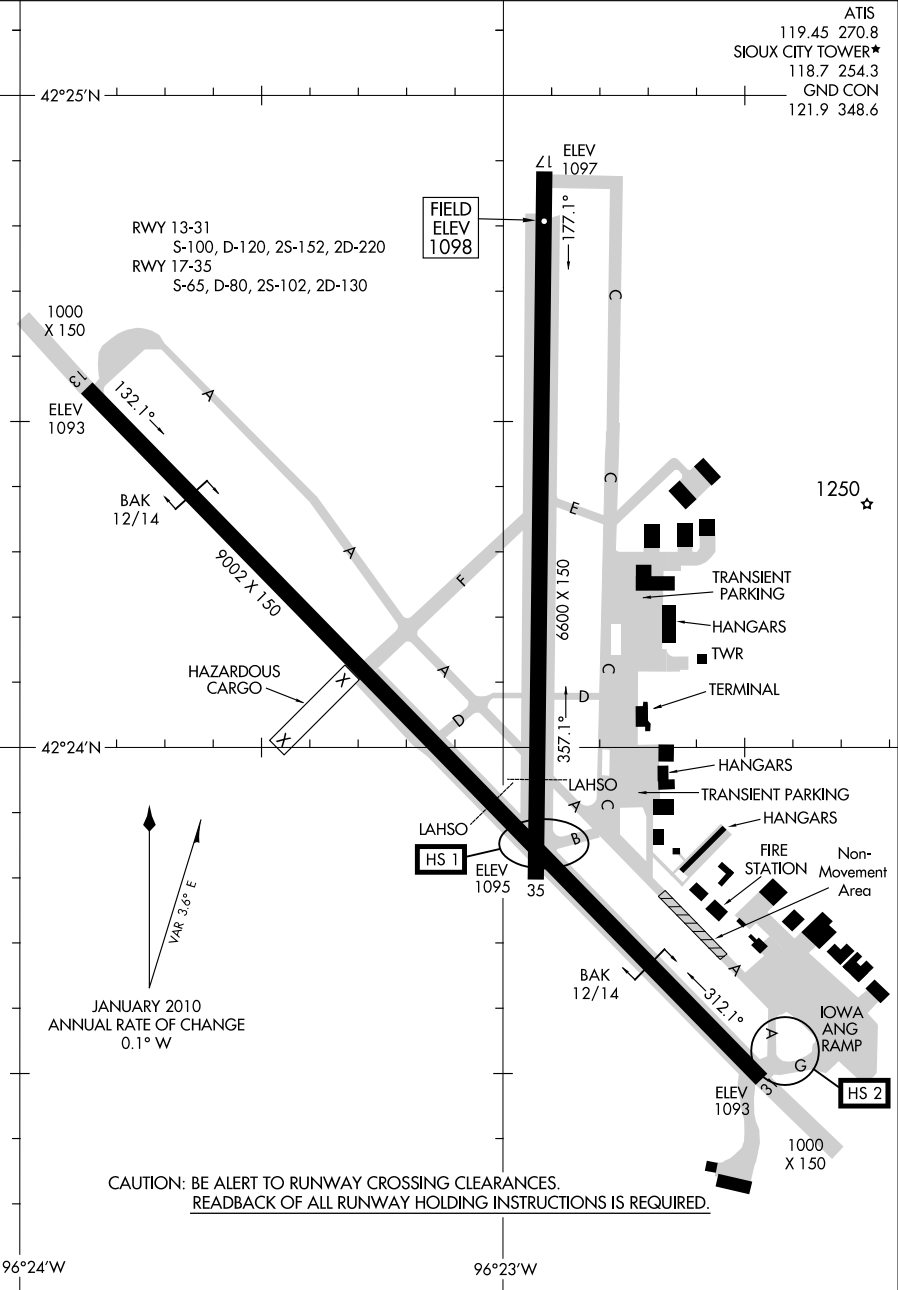 ATIS
119.45 270.8
SIOUX CITY TOWER★
118.7 254.3
GND CON
121.9 348.6
42°25'N
17
ELEV
1097
FIELD
ELEV
1098
177.1°
RWY 13-31
S-100, D-120, 2S-152, 2D-220
RWY 17-35
S-65, D-80, 2S-102, 2D-130
C
1000
X 150
13
132.1°
A
ELEV
1093
BAK
12/14
C
E
1250
9002 X 150
A
F
6600 X 150
TRANSIENT
PARKING
HANGARS
TWR
HAZARDOUS
CARGO
X
X
A
C
D
D
357.1°
TERMINAL
42°24'N
HANGARS
LAHSO
TRANSIENT PARKING
A
C
HANGARS
LAHSO
B
HS 1
ELEV
1095
35
FIRE
STATION
Non-
Movement
Area
VAR 3.6° E
BAK
12/14
A
312.1°
JANUARY 2010
ANNUAL RATE OF CHANGE
0.1° W
A
G
IOWA
ANG
RAMP
HS 2
ELEV
1093
31
1000
X 150
CAUTION: BE ALERT TO RUNWAY CROSSING CLEARANCES.
READBACK OF ALL RUNWAY HOLDING INSTRUCTIONS IS REQUIRED.
96°24'W
96°23'W